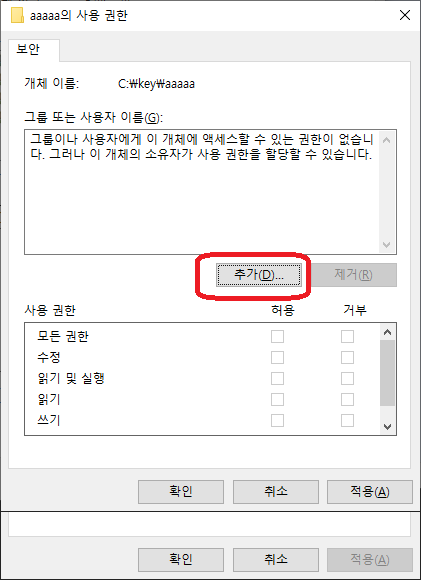 aaaaa의 사용 권한
보안
개체 이름: C:\key\aaaaa
그룹 또는 사용자 이름(G):
그룹이나 사용자에게 이 개체에 액세스할 수 있는 권한이 없습니
다. 그러나 이 개체의 소유자가 사용 권한을 할당할 수 있습니다.
추가(D)... 제거(R)
사용 권한 허용 거부
모든 권한
수정
읽기 및 실행
읽기
쓰기
확인 취소 적용(A)
확인 취소 적용(A)